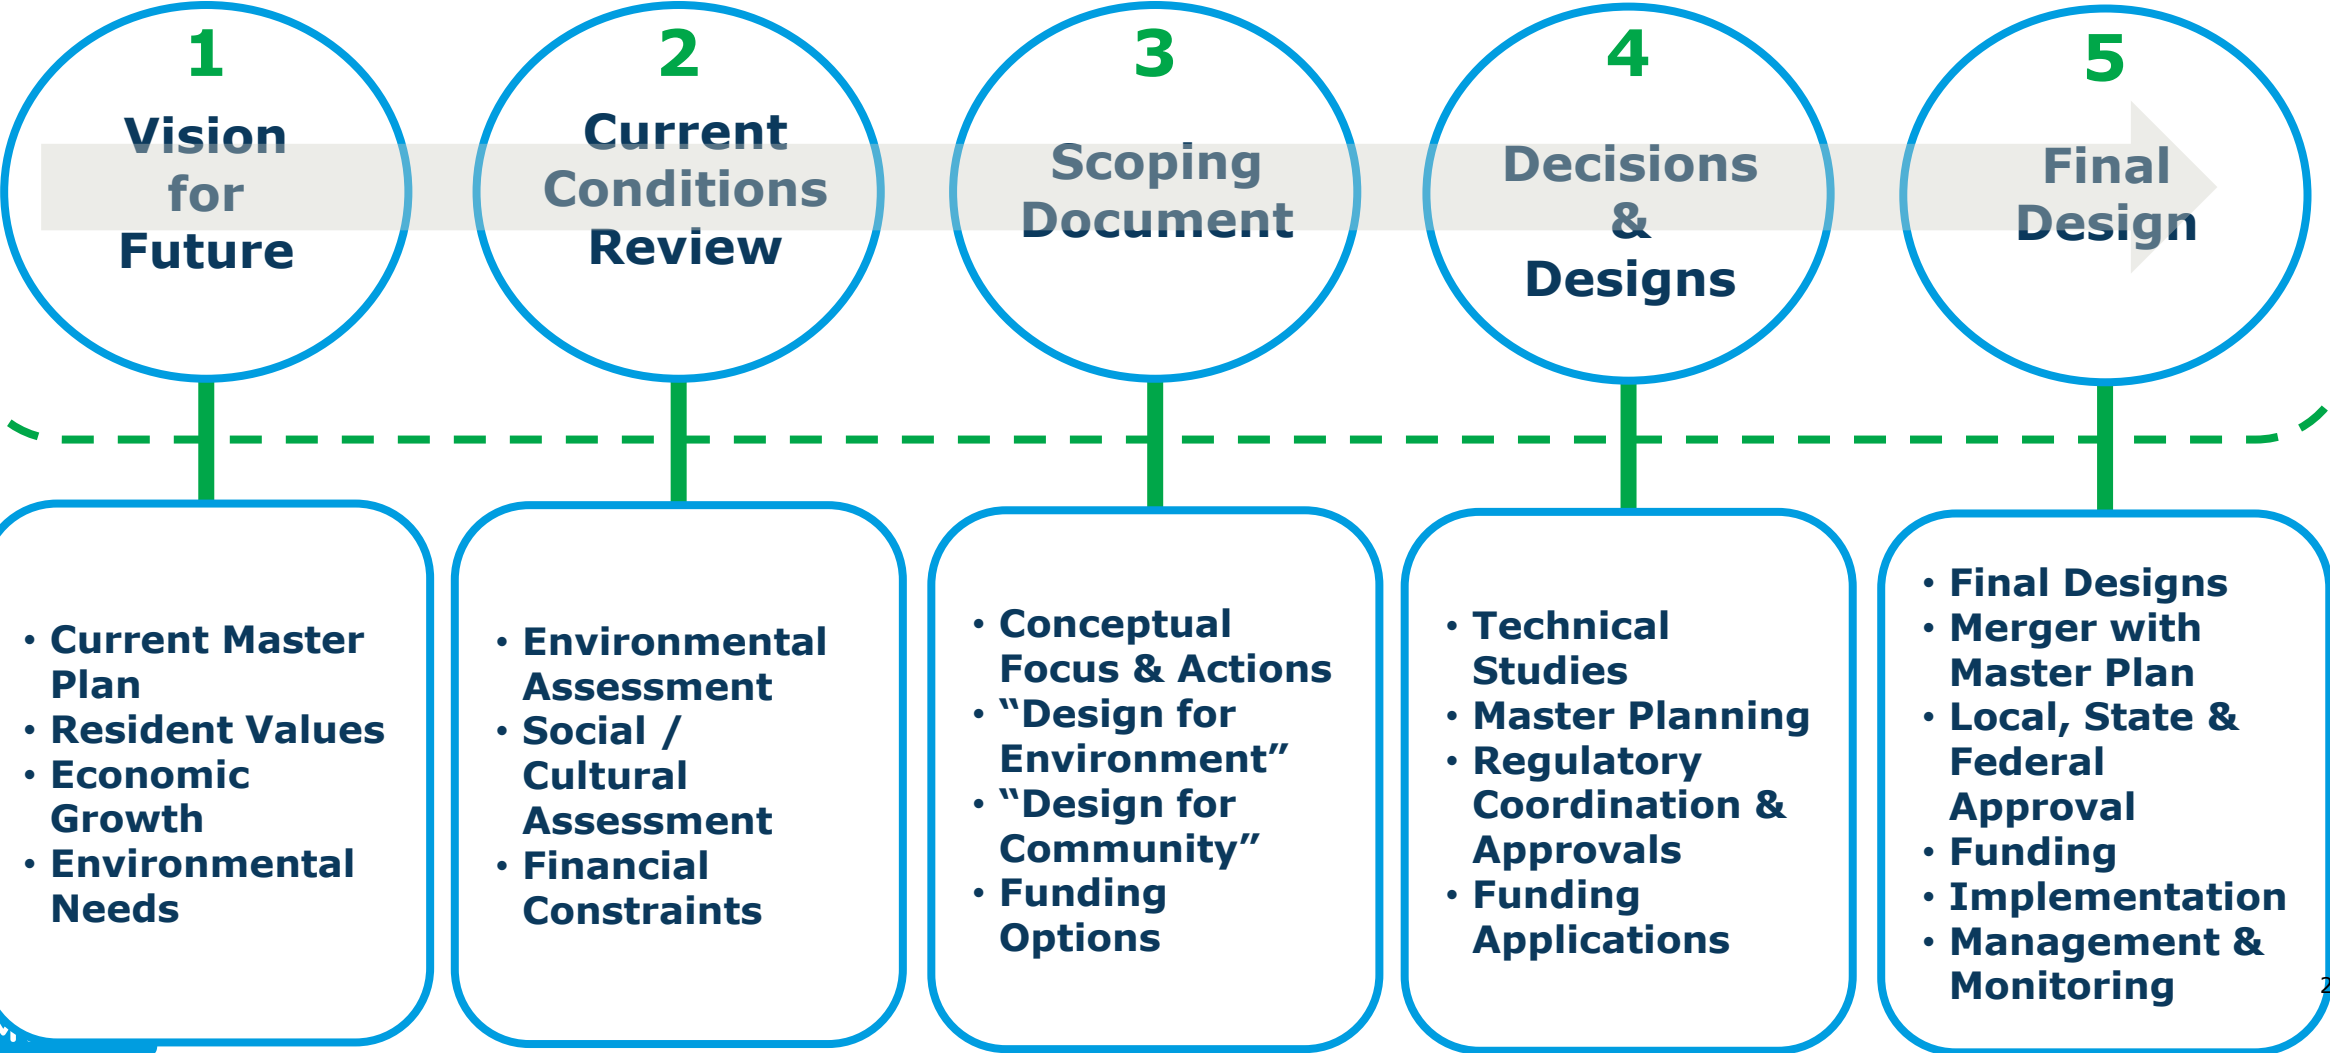 1
Vision
for
Future
2
Current
Conditions
Review
3
Scoping
Document
4
Decisions
&
Designs
5
Final
Design
• Current Master
Plan
• Resident Values
• Economic
Growth
• Environmental
Needs
• Environmental
Assessment
• Social /
Cultural
Assessment
• Financial
Constraints
• Conceptual
Focus & Actions
• “Design for
Environment”
• “Design for
Community”
• Funding
Options
• Technical
Studies
• Master Planning
• Regulatory
Coordination &
Approvals
• Funding
Applications
• Final Designs
• Merger with
Master Plan
• Local, State &
Federal
Approval
• Funding
• Implementation
• Management &
Monitoring
2